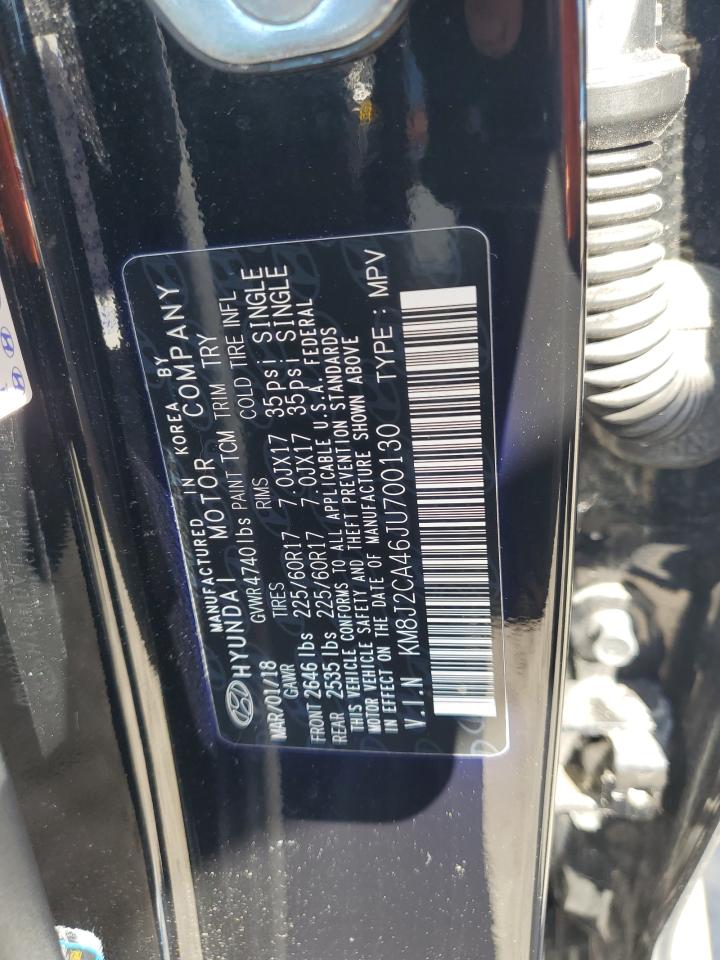 MANUFACTURED IN KOREA BY
HYUNDAI MOTOR COMPANY
MAR/01/18 GVWR 4740lbs PAINT TCM TRIM TRY
GAWR TIRES RIMS COLD TIRE INFL
FRONT 2646 lbs 225/60R17 7.0JX17 35psi SINGLE
REAR 2535 lbs 225/60R17 7.0JX17 35psi SINGLE
THIS VEHICLE CONFORMS TO ALL APPLICABLE U.S.A. FEDERAL
MOTOR VEHICLE SAFETY AND THEFT PREVENTION STANDARDS
IN EFFECT ON THE DATE OF MANUFACTURE SHOWN ABOVE
V.I.N KM8J2CA46JU700130 TYPE : MPV